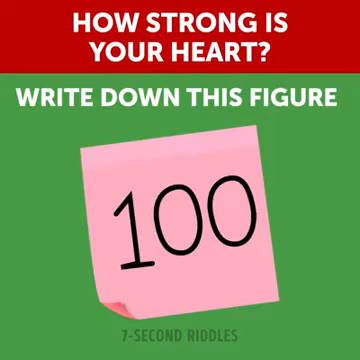 HOW STRONG IS
YOUR HEART?
WRITE DOWN THIS FIGURE
100
7-SECOND RIDDLES